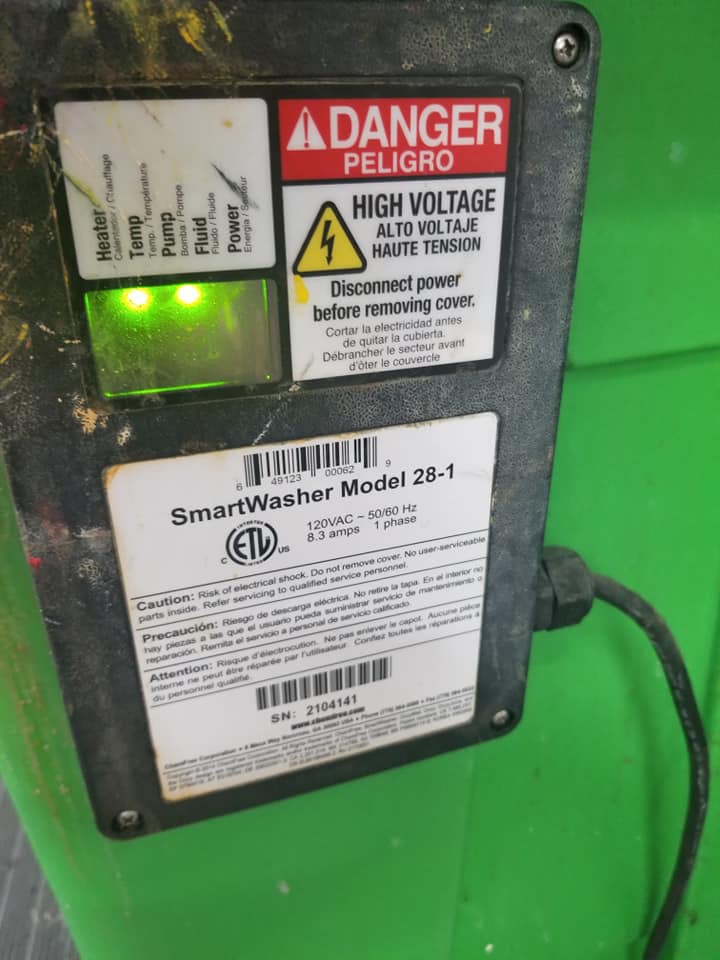 Heater
Calentador / Chauffage
Temp
Temp. / Température
Pump
Bomba / Pompe
Fluid
Fluido / Fluide
Power
Energía / Secteur
DANGER
PELIGRO
HIGH VOLTAGE
ALTO VOLTAJE
HAUTE TENSION
Disconnect power
before removing cover.
Cortar la electricidad antes
de quitar la cubierta.
Débrancher le secteur avant
d'ôter le couvercle
6 49123 00062 9
SmartWasher Model 28-1
INTERTEK
C ETL US
120VAC ~ 50/60 Hz
8.3 amps 1 phase
Caution: Risk of electrical shock. Do not remove cover. No user-serviceable
parts inside. Refer servicing to qualified service personnel.
Precaución: Riesgo de descarga eléctrica. No retire la tapa. En el interior no
hay piezas a las que el usuario pueda suministrar servicio de mantenimiento o
reparación. Remita el servicio a personal de servicio calificado.
Attention: Risque d'électrocution. Ne pas enlever le capot. Aucune pièce
interne ne peut être réparée par l'utilisateur. Confiez toutes les réparations à
du personnel qualifié.
SN: 2104141
www.chemfree.com
ChemFree Corporation